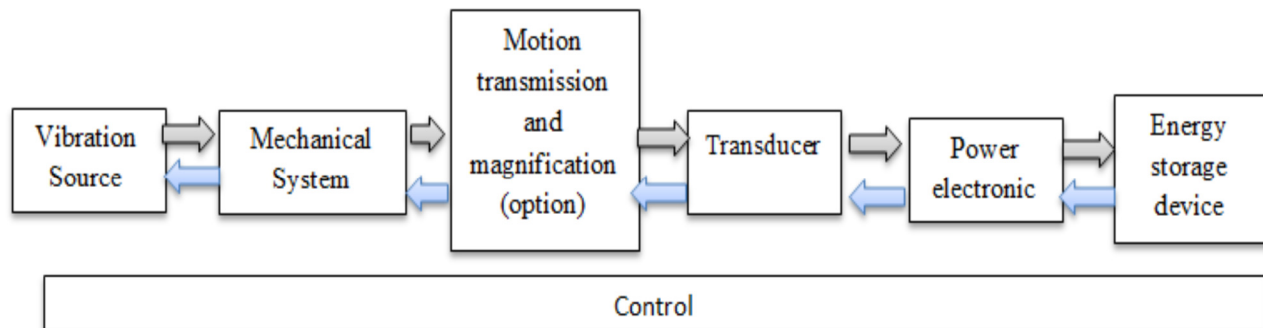 Vibration
Source
Mechanical
System
Motion
transmission
and
magnification
(option)
Transducer
Power
electronic
Energy
storage
device
Control